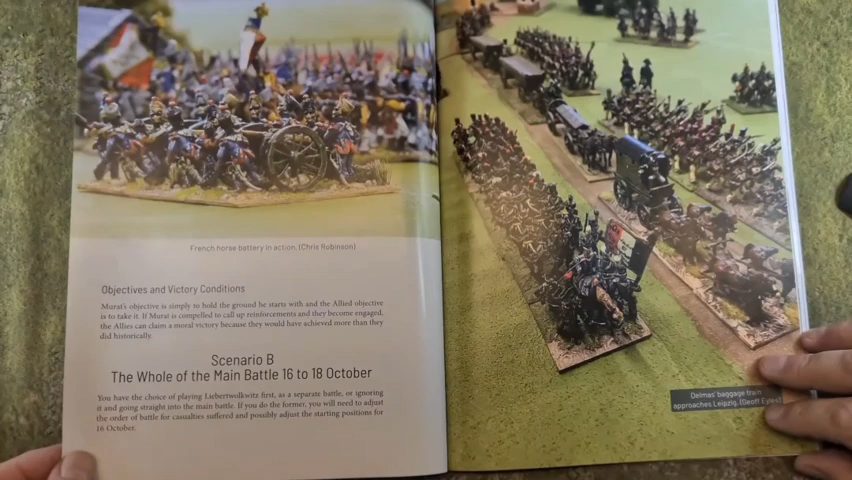 French horse battery in action. (Chris Robinson)
Objectives and Victory Conditions
Murat's objective is simply to hold the ground he starts with and the Allied objective
is to take it. If Murat is compelled to call up reinforcements and they become engaged,
the Allies can claim a moral victory because they would have achieved more than they
did historically.
Scenario B
The Whole of the Main Battle 16 to 18 October
You have the choice of playing Liebertwolkwitz first, as a separate battle, or ignoring
it and going straight into the main battle. If you do the former, you will need to adjust
the order of battle for casualties suffered and possibly adjust the starting positions for
16 October.
Delmas' baggage train
approaches Leipzig. (Geoff Eyles)